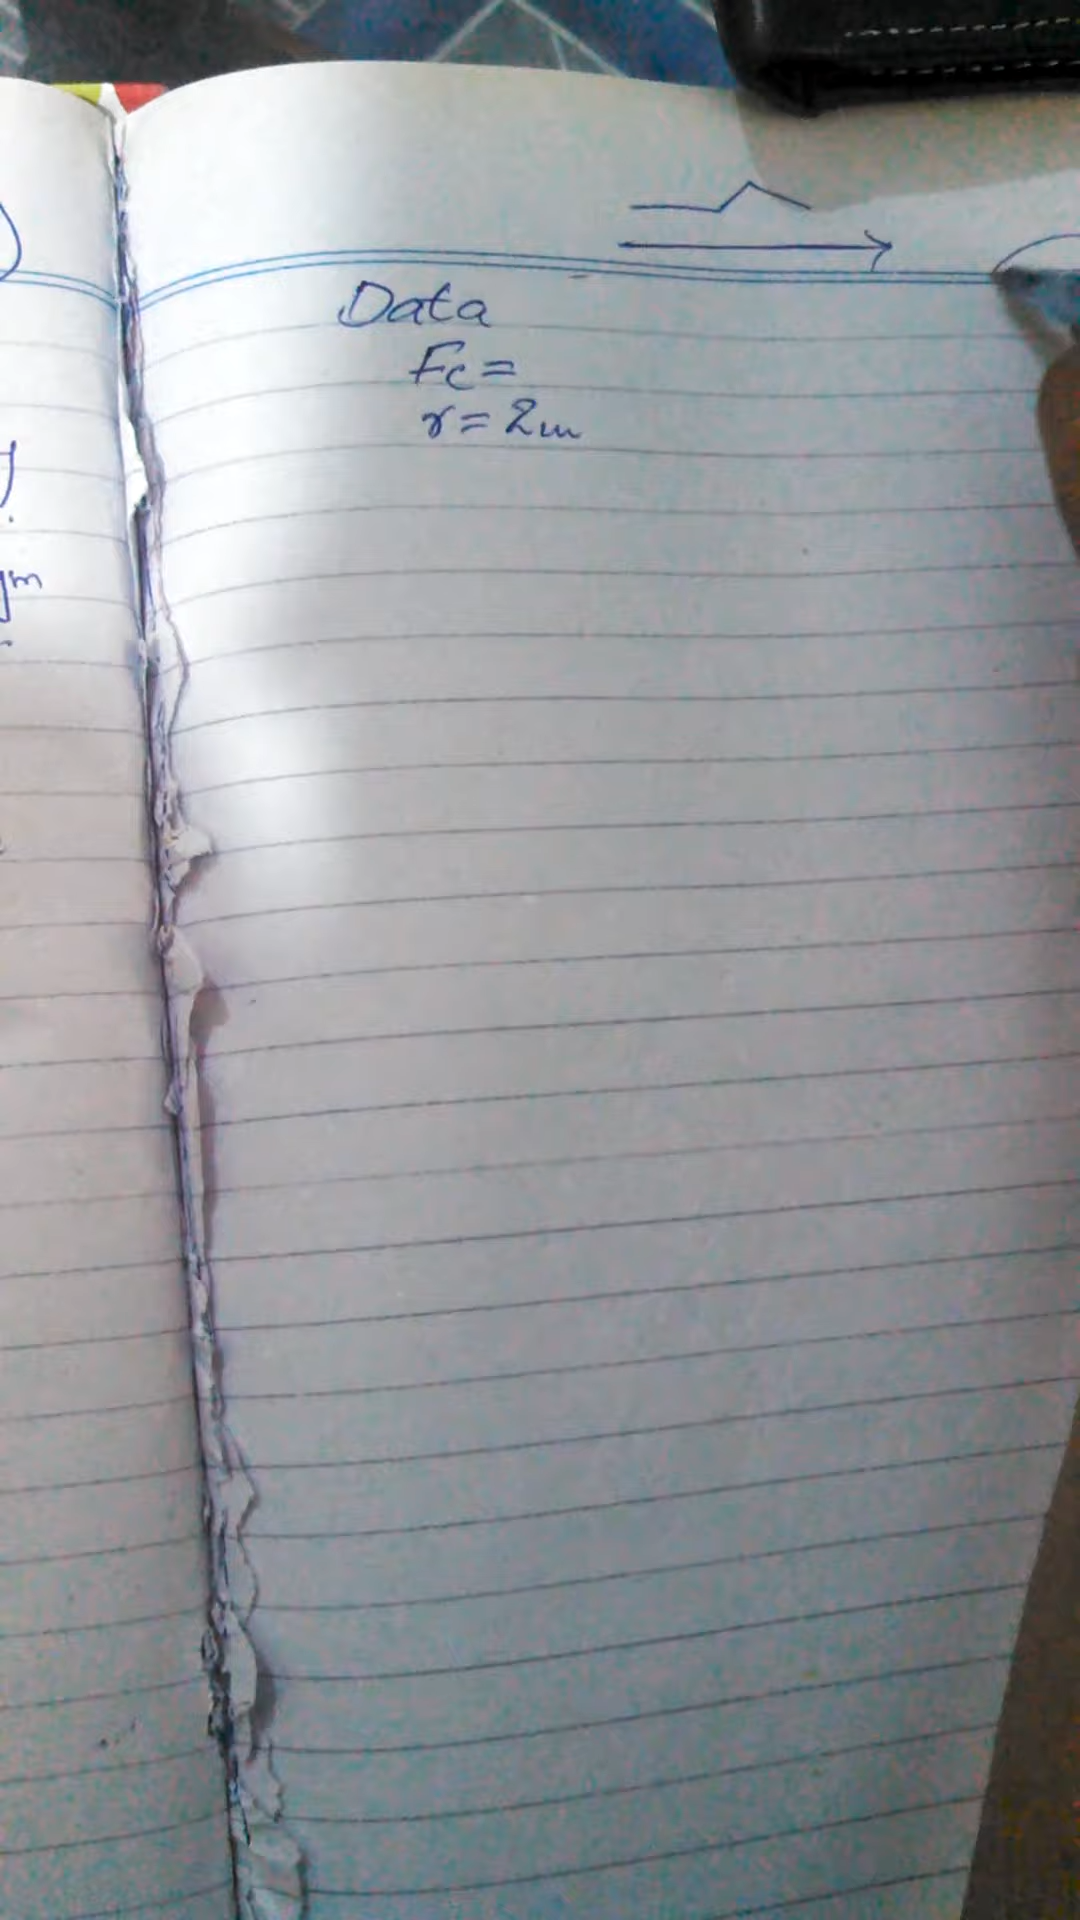 Data
Fc =
r = 2m